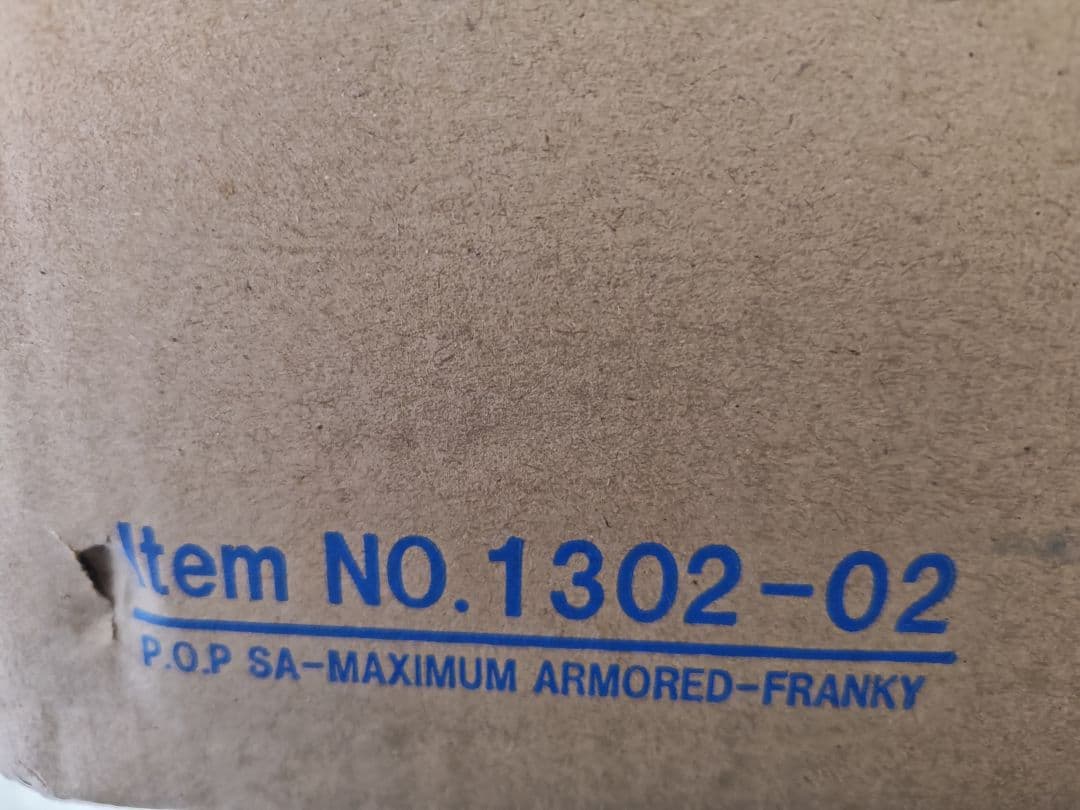 Item NO.1302-02
P.O.P SA-MAXIMUM ARMORED-FRANKY